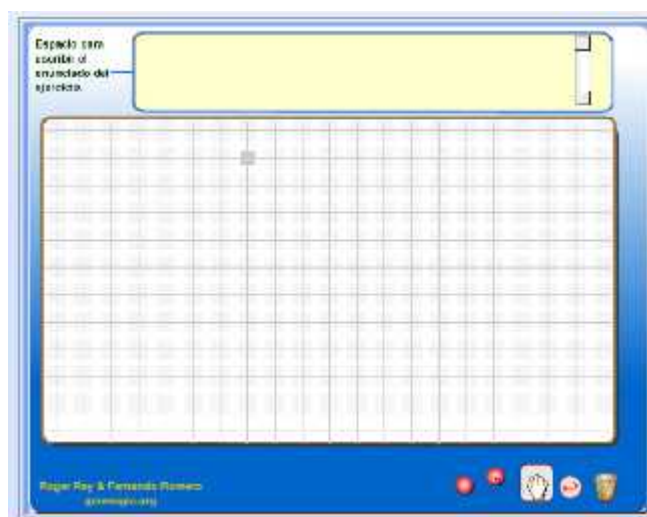 Espacio para
escribir el
enunciado del
ejercicio.
Roger Rey & Fernando Romero